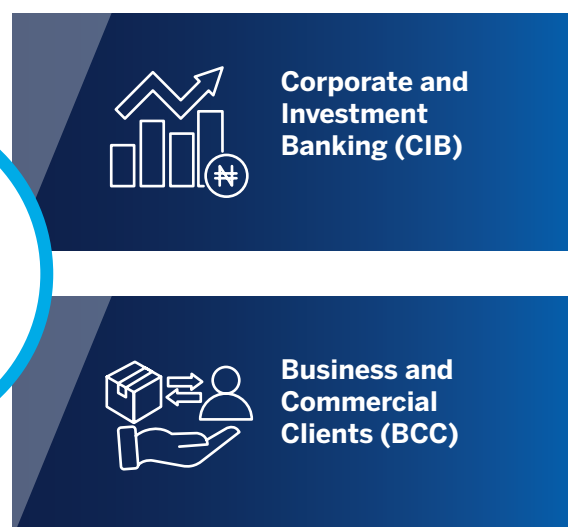 Corporate and
Investment
Banking (CIB)
₦
Business and
Commercial
Clients (BCC)